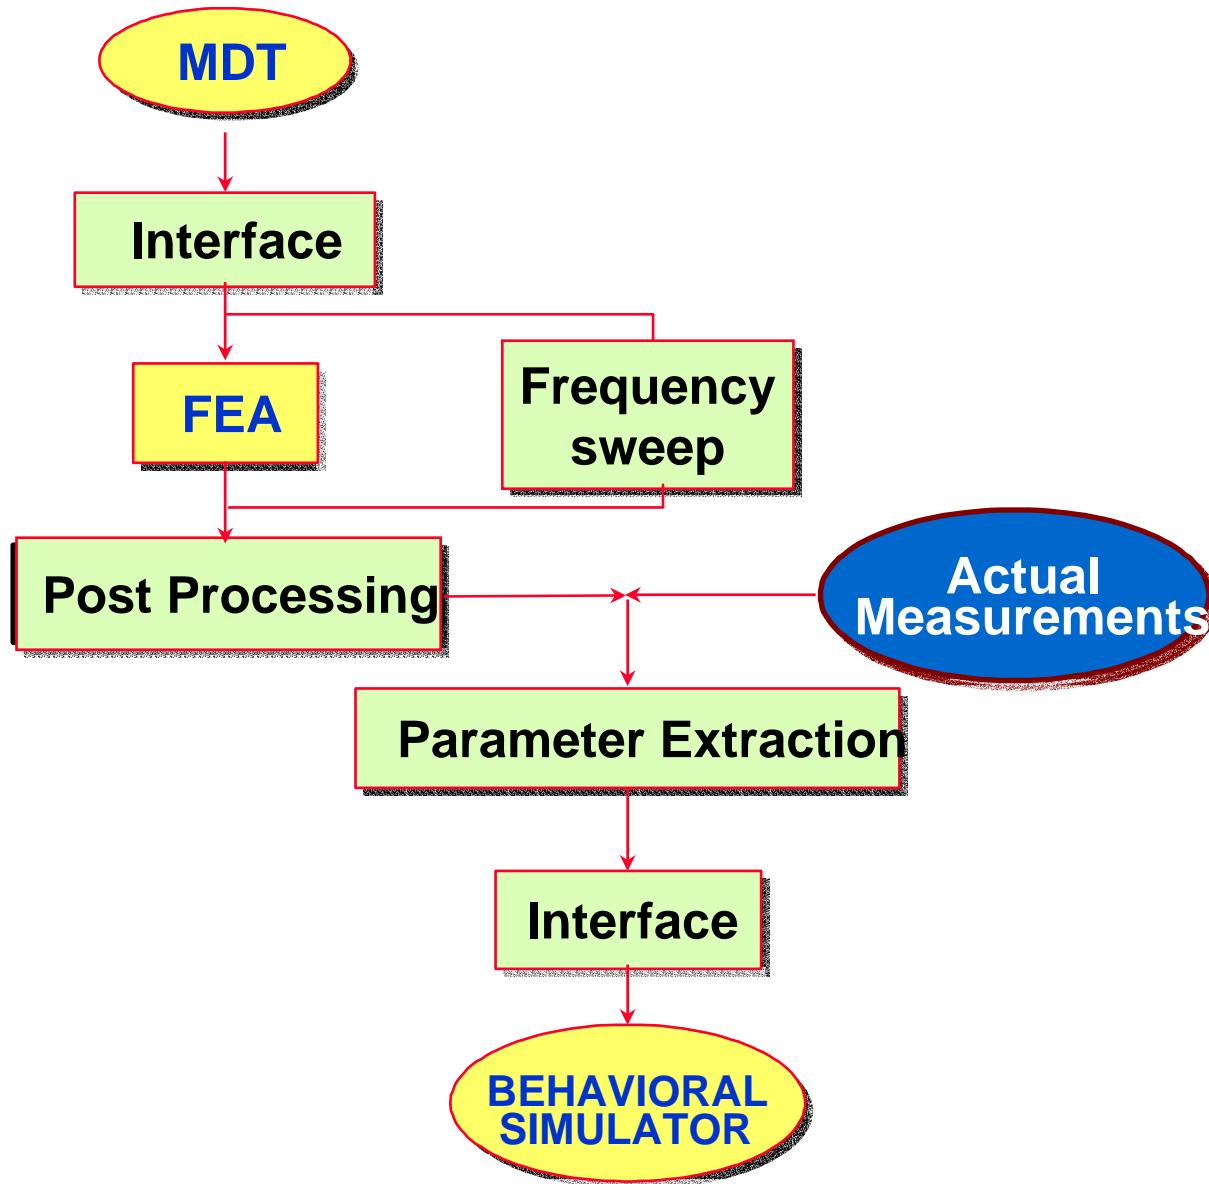 MDT
Interface
FEA
Frequency
sweep
Post Processing
Actual
Measurements
Parameter Extraction
Interface
BEHAVIORAL
SIMULATOR